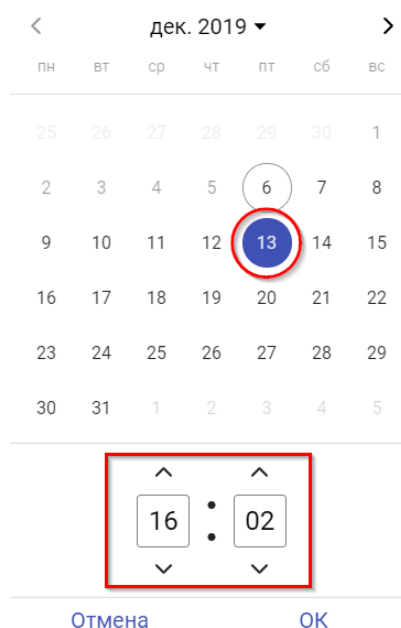 дек. 2019
пн вт ср чт пт сб вс
25 26 27 28 29 30 1
2 3 4 5 6 7 8
9 10 11 12 13 14 15
16 17 18 19 20 21 22
23 24 25 26 27 28 29
30 31 1 2 3 4 5
16 : 02
Отмена ОК